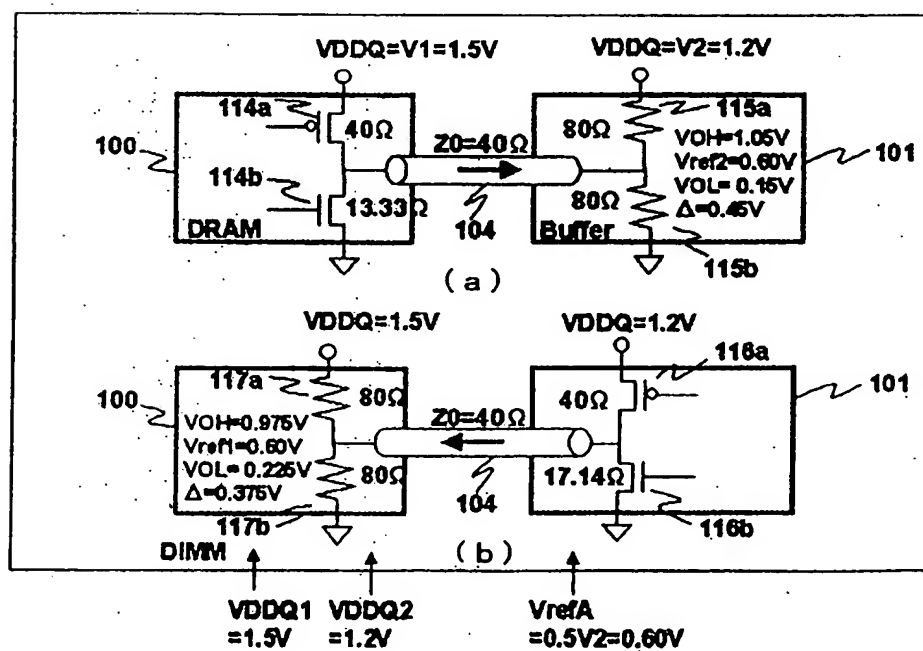 VDDQ=V1=1.5V
VDDQ=V2=1.2V
114a
115a
100
40Ω
Z0=40Ω
80Ω
VOH=1.05V
Vref2=0.60V
VOL= 0.15V
Δ=0.45V
101
114b
13.33Ω
80Ω
DRAM
104
Buffer
115b
(a)
VDDQ=1.5V
VDDQ=1.2V
117a
116a
100
80Ω
Z0=40Ω
40Ω
101
VOH=0.975V
Vref1=0.60V
VOL= 0.225V
Δ=0.375V
80Ω
17.14Ω
117b
104
116b
DIMM
(b)
VDDQ1
=1.5V
VDDQ2
=1.2V
VrefA
=0.5V2=0.60V